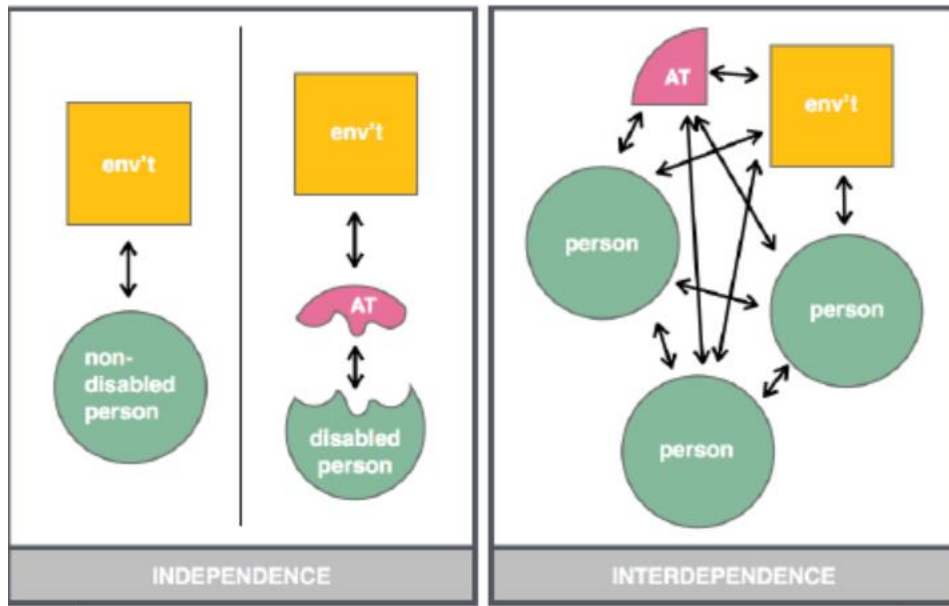 env't
non-
disabled
person
env't
AT
disabled
person
INDEPENDENCE
AT
env't
person
person
person
INTERDEPENDENCE